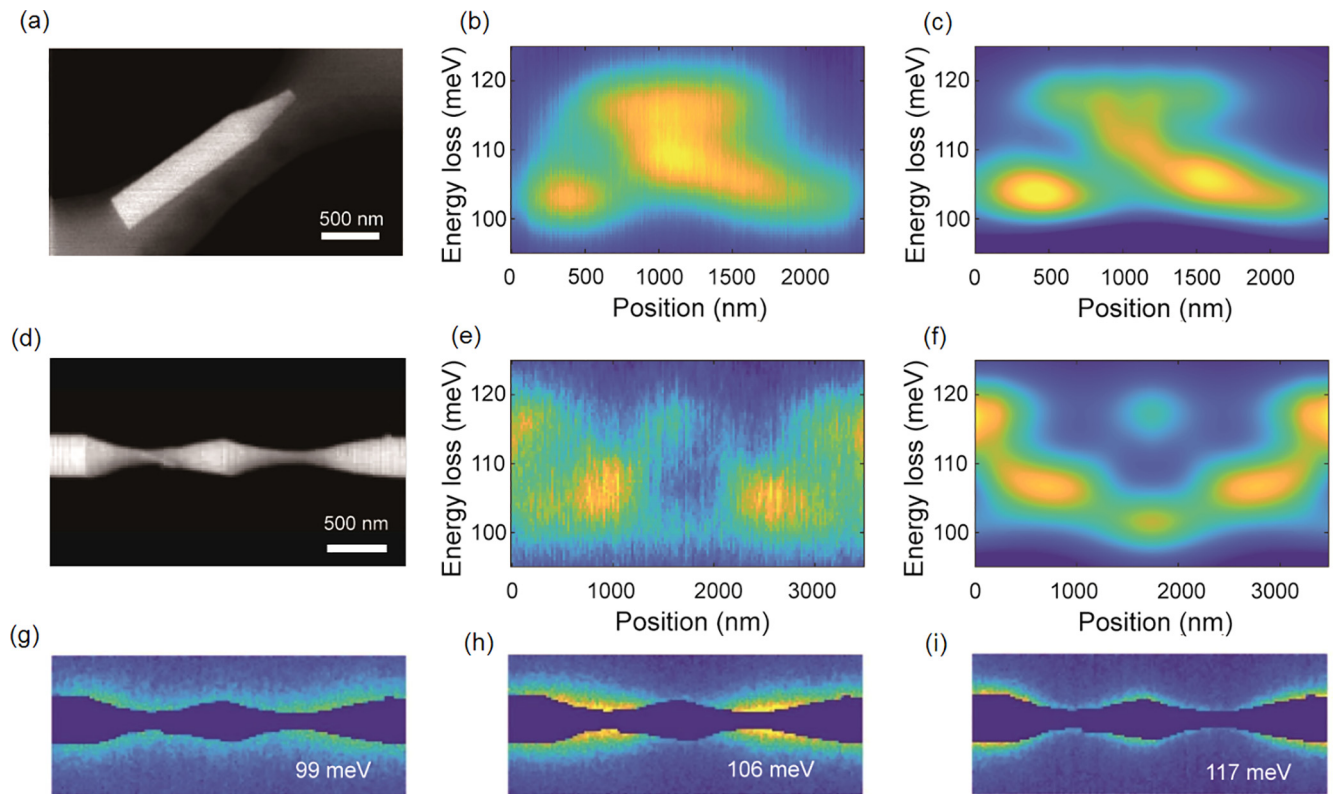 (a)
500 nm
(b)
Energy loss (meV)
120
110
100
0 500 1000 1500 2000
Position (nm)
(c)
Energy loss (meV)
120
110
100
0 500 1000 1500 2000
Position (nm)
(d)
500 nm
(e)
Energy loss (meV)
120
110
100
0 1000 2000 3000
Position (nm)
(f)
Energy loss (meV)
120
110
100
0 1000 2000 3000
Position (nm)
(g)
99 meV
(h)
106 meV
(i)
117 meV